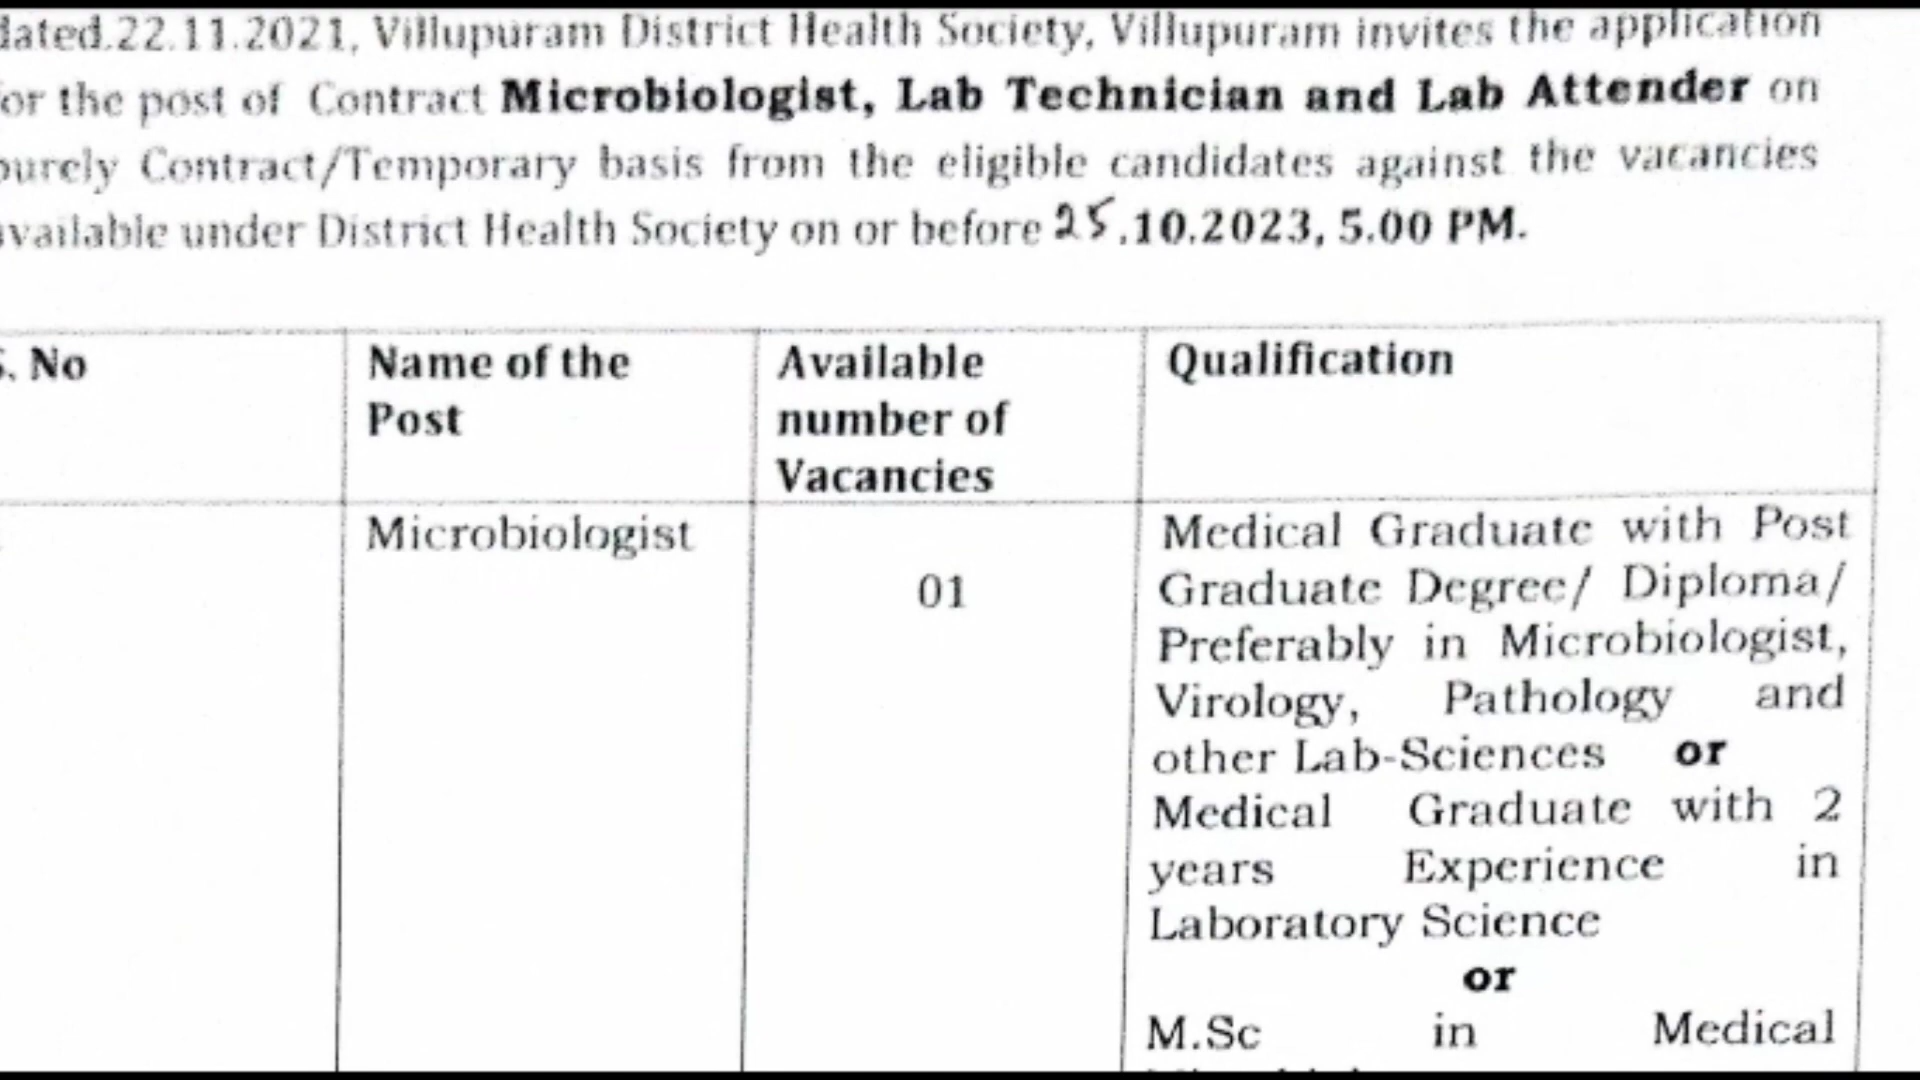 dated.22.11.2021, Villupuram District Health Society, Villupuram invites the application
or the post of Contract Microbiologist, Lab Technician and Lab Attender on
purely Contract/Temporary basis from the eligible candidates against the vacancies
available under District Health Society on or before 25.10.2023, 5.00 PM.
S. No
Name of the
Post
Available
number of
Vacancies
Qualification
Microbiologist
01
Medical Graduate with Post
Graduate Degree/ Diploma/
Preferably in Microbiologist,
Virology, Pathology and
other Lab-Sciences or
Medical Graduate with 2
years Experience in
Laboratory Science
or
M.Sc in Medical